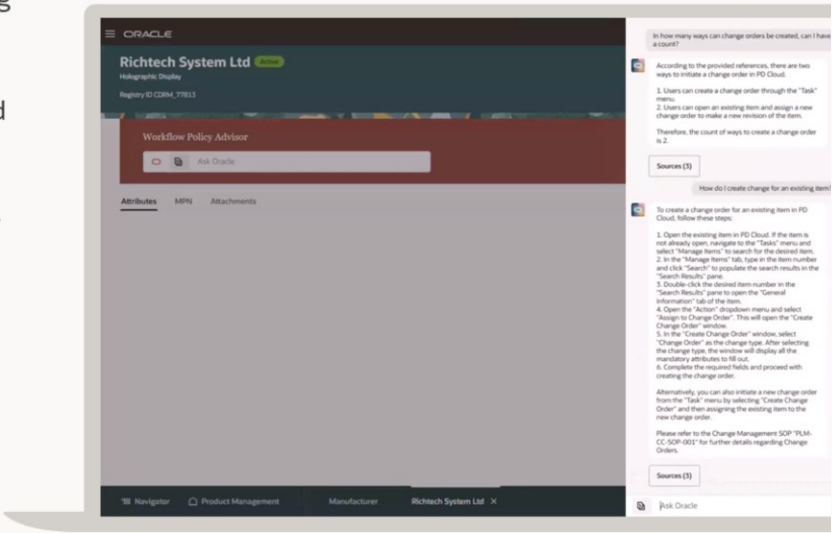 g
d
ORACLE
Richtech System Ltd Active
Holographic Display
Registry ID CDRM_77813
Workflow Policy Advisor
Ask Oracle
Attributes MPN Attachments
Navigator Product Management Manufacturer Richtech System Ltd X
In how many ways can change orders be created, can I have
a count?
According to the provided references, there are two
ways to initiate a change order in PD Cloud.
1. Users can create a change order through the "Task"
menu.
2. Users can open an existing item and assign a new
change order to make a new revision of the item.
Therefore, the count of ways to create a change order
is 2.
Sources (3)
How do I create change for an existing item?
To create a change order for an existing item in PD
Cloud, follow these steps:
1. Open the existing item in PD Cloud. If the item is
not already open, navigate to the "Tasks" menu and
select "Manage Items" to search for the desired item.
2. In the "Manage Items" tab, type in the item number
and click "Search" to populate the search results in the
"Search Results" pane.
3. Double-click the desired item number in the
"Search Results" pane to open the "General
Information" tab of the item.
4. Open the "Action" dropdown menu and select
"Assign to Change Order". This will open the "Create
Change Order" window.
5. In the "Create Change Order" window, select
"Change Order" as the change type. After selecting
the change type, the window will display all the
mandatory attributes to fill out.
6. Complete the required fields and proceed with
creating the change order.
Alternatively, you can also initiate a new change order
from the "Task" menu by selecting "Create Change
Order" and then assigning the existing item to the
new change order.
Please refer to the Change Management SOP "PLM-
CC-SOP-001" for further details regarding Change
Orders.
Sources (3)
Ask Oracle